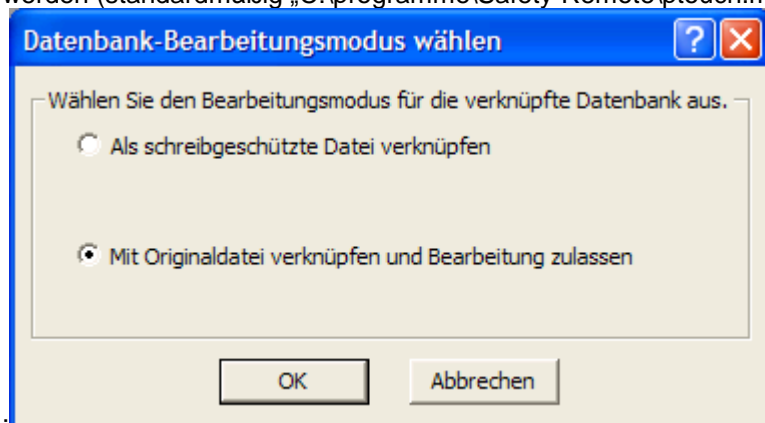 Datenbank-Bearbeitungsmodus wählen
Wählen Sie den Bearbeitungsmodus für die verknüpfte Datenbank aus.
Als schreibgeschützte Datei verknüpfen
Mit Originaldatei verknüpfen und Bearbeitung zulassen
OK Abbrechen